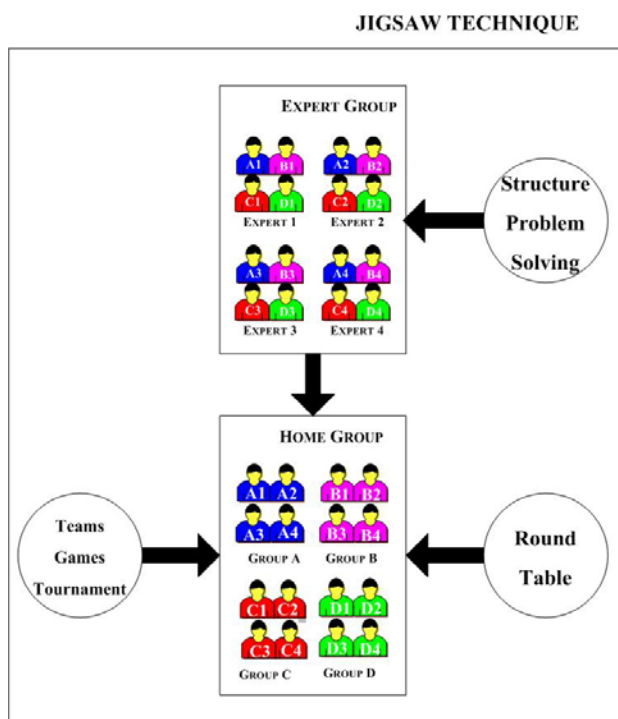 JIGSAW TECHNIQUE
EXPERT GROUP
A1 B1 A2 B2
C1 D1 C2 D2
EXPERT 1 EXPERT 2
A3 B3 A4 B4
C3 D3 C4 D4
EXPERT 3 EXPERT 4
Structure
Problem
Solving
HOME GROUP
A1 A2 B1 B2
A3 A4 B3 B4
GROUP A GROUP B
C1 C2 D1 D2
C3 C4 D3 D4
GROUP C GROUP D
Teams
Games
Tournament
Round
Table